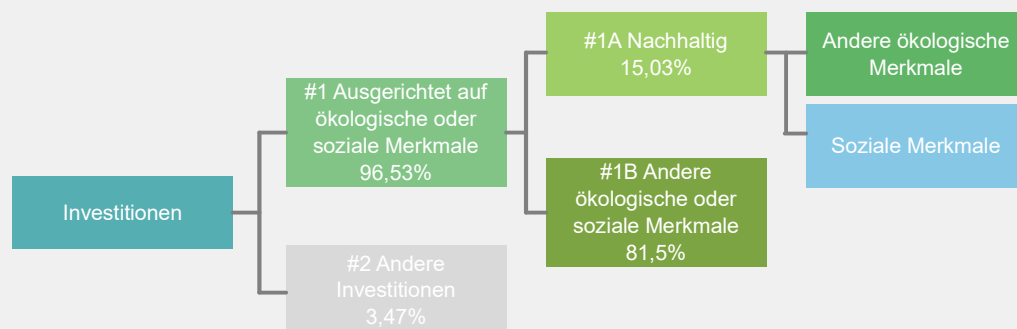 Investitionen
#1 Ausgerichtet auf
ökologische oder
soziale Merkmale
96,53%
#2 Andere
Investitionen
3,47%
#1A Nachhaltig
15,03%
#1B Andere
ökologische oder
soziale Merkmale
81,5%
Andere ökologische
Merkmale
Soziale Merkmale